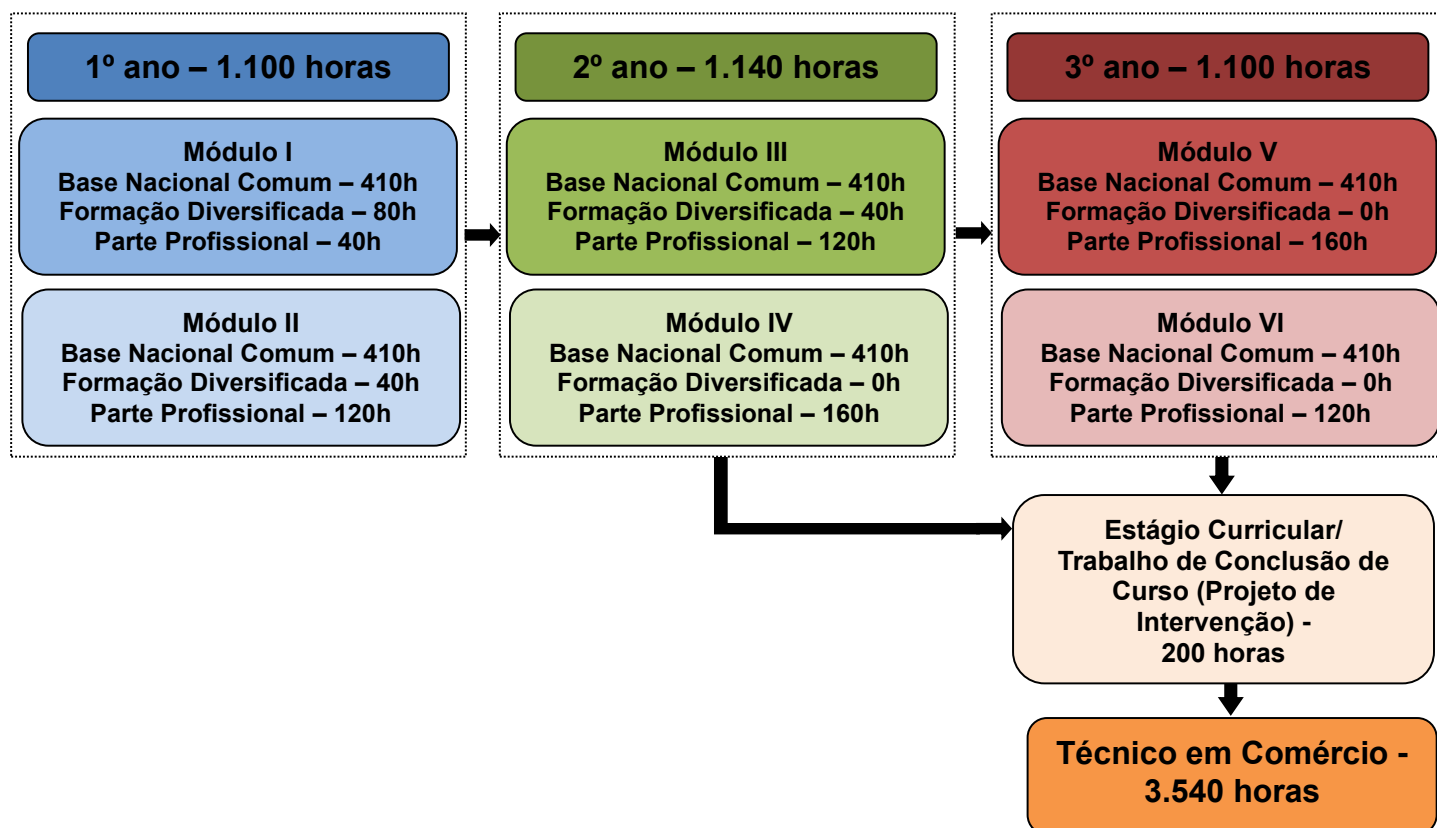 1º ano – 1.100 horas
Módulo I
Base Nacional Comum – 410h
Formação Diversificada – 80h
Parte Profissional – 40h
Módulo II
Base Nacional Comum – 410h
Formação Diversificada – 40h
Parte Profissional – 120h
2º ano – 1.140 horas
Módulo III
Base Nacional Comum – 410h
Formação Diversificada – 40h
Parte Profissional – 120h
Módulo IV
Base Nacional Comum – 410h
Formação Diversificada – 0h
Parte Profissional – 160h
3º ano – 1.100 horas
Módulo V
Base Nacional Comum – 410h
Formação Diversificada – 0h
Parte Profissional – 160h
Módulo VI
Base Nacional Comum – 410h
Formação Diversificada – 0h
Parte Profissional – 120h
Estágio Curricular/
Trabalho de Conclusão de
Curso (Projeto de
Intervenção) -
200 horas
Técnico em Comércio -
3.540 horas